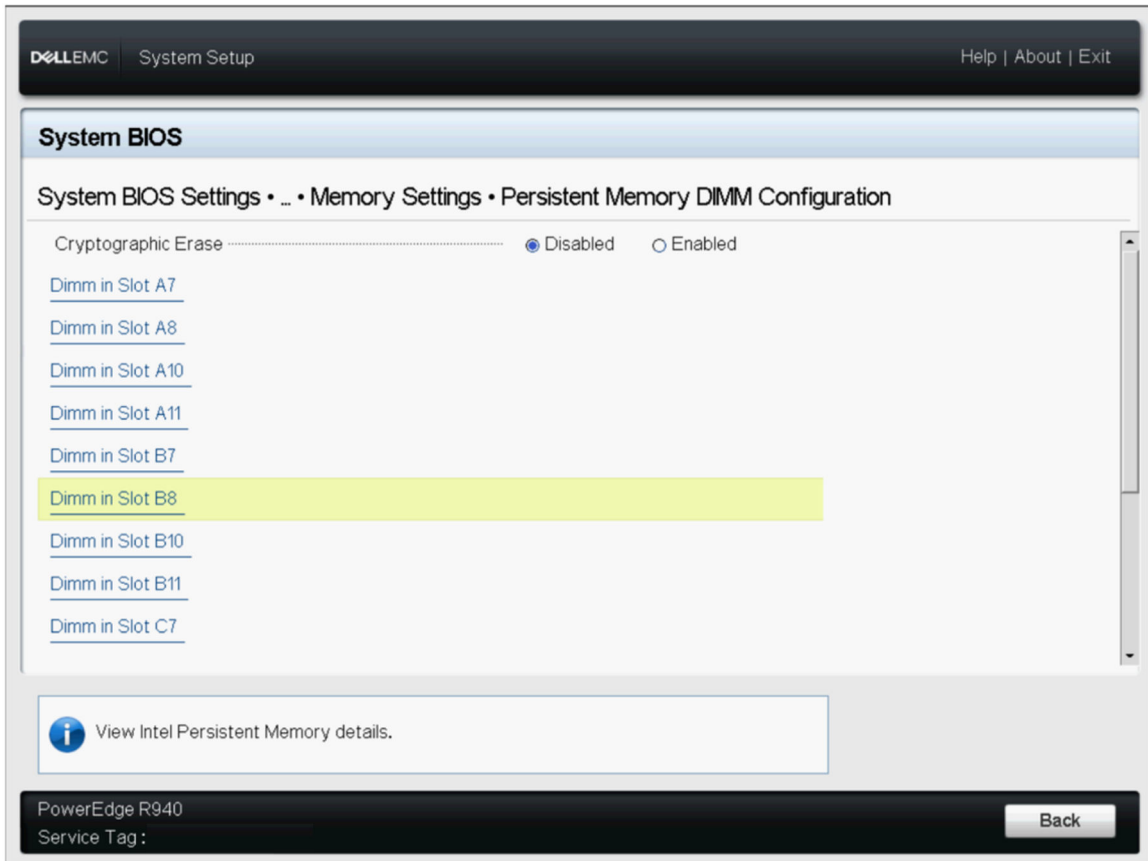 DELLEMC System Setup Help | About | Exit
System BIOS
System BIOS Settings • ... • Memory Settings • Persistent Memory DIMM Configuration
Cryptographic Erase Disabled Enabled
Dimm in Slot A7
Dimm in Slot A8
Dimm in Slot A10
Dimm in Slot A11
Dimm in Slot B7
Dimm in Slot B8
Dimm in Slot B10
Dimm in Slot B11
Dimm in Slot C7
View Intel Persistent Memory details.
PowerEdge R940
Service Tag :
Back